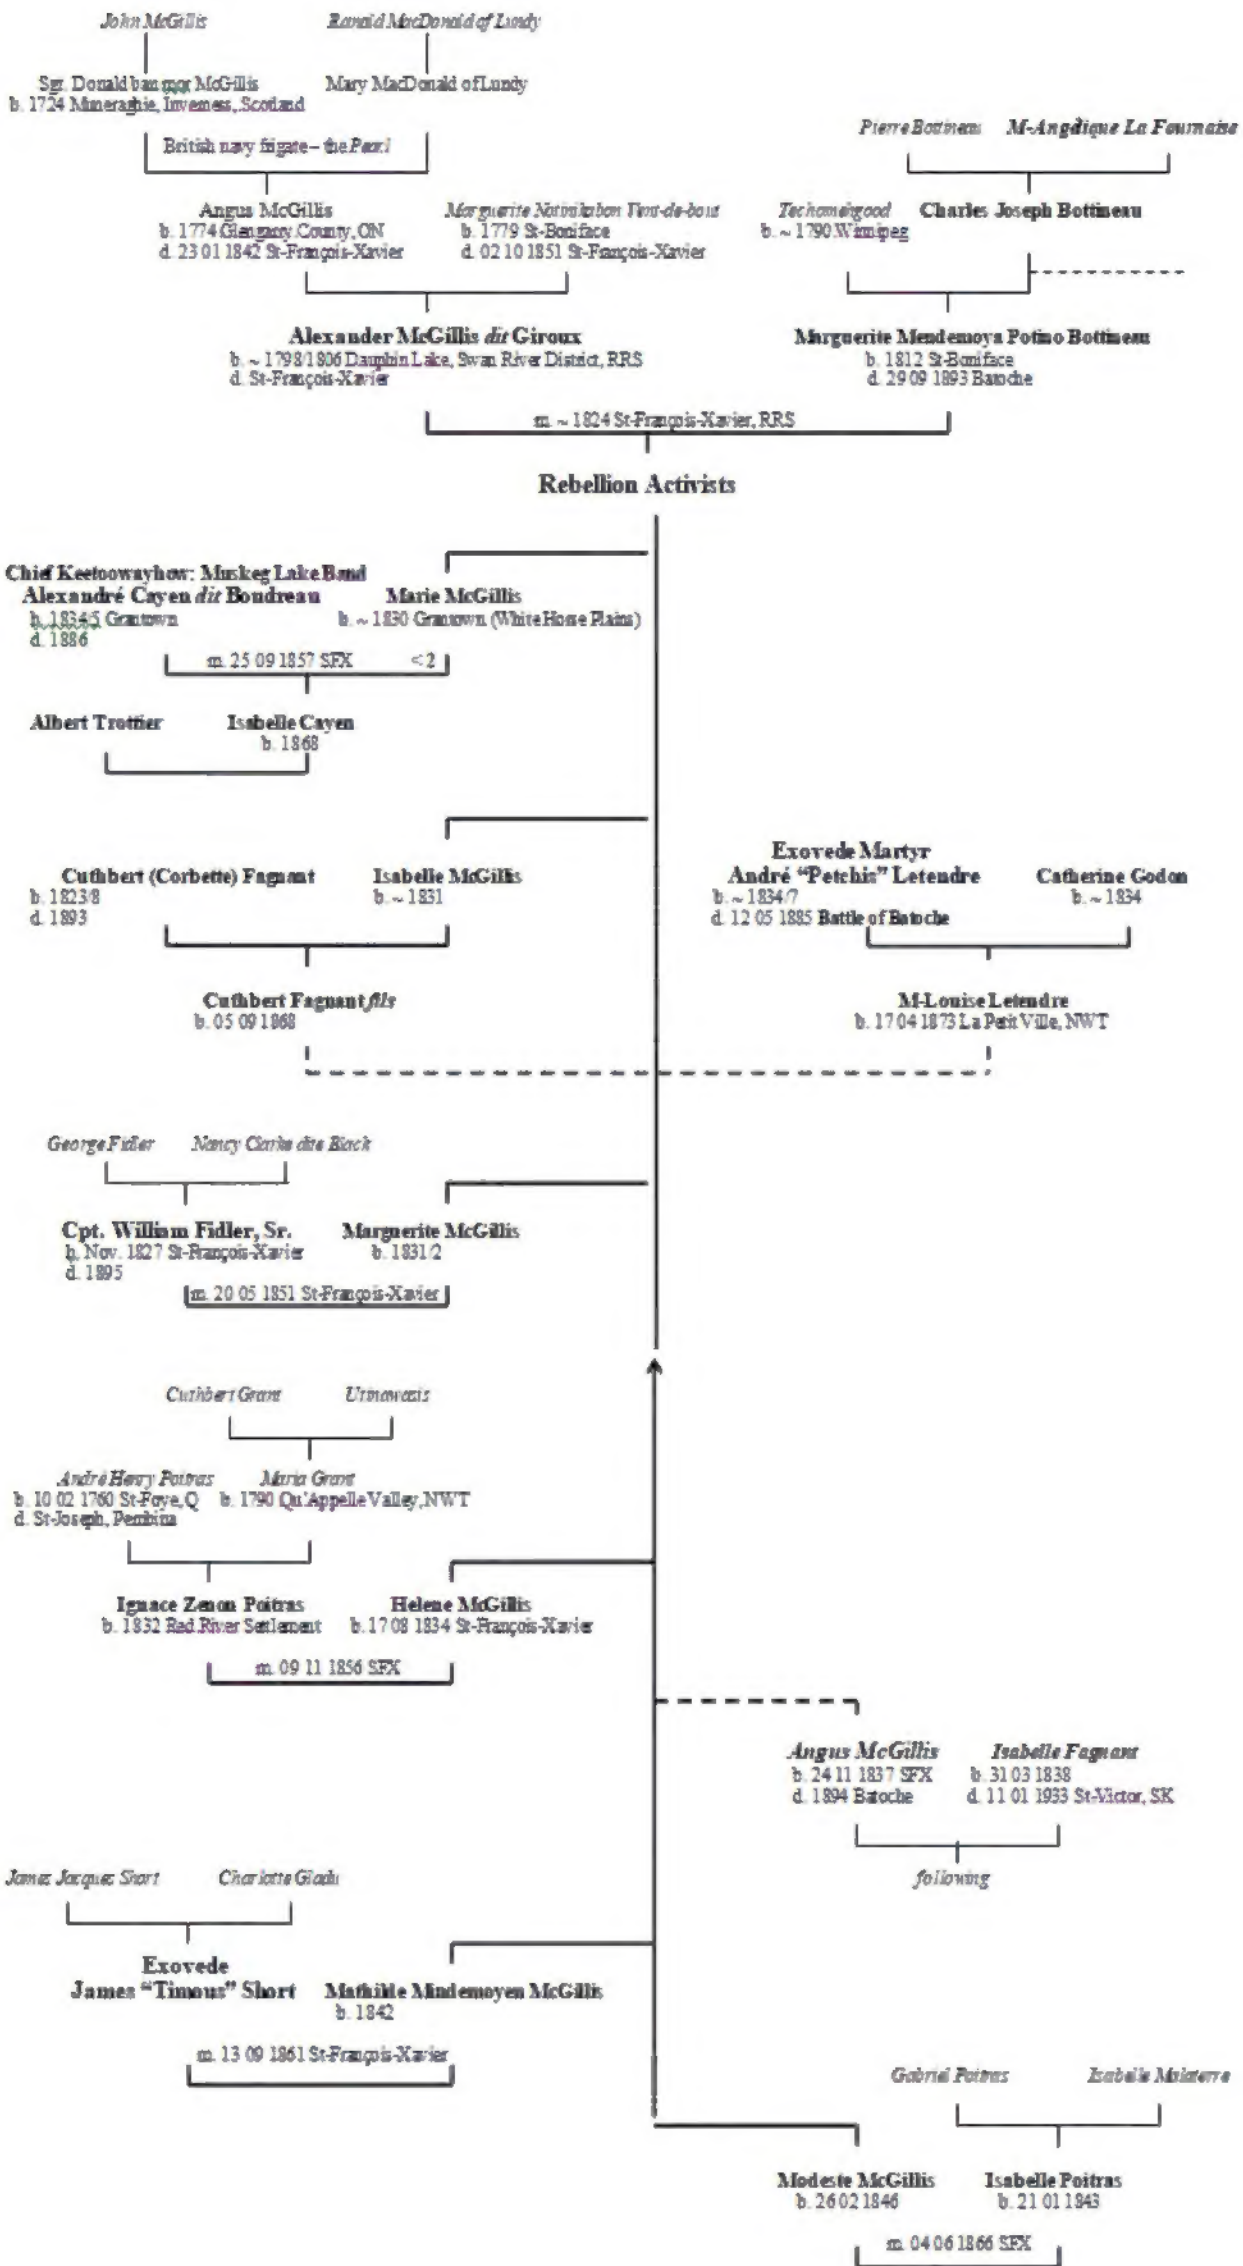 John McGillis
Ranald MacDonald of Lundy
Sgt. Donald ban mor McGillis
b. 1724 Muneraghie, Inverness, Scotland
Mary MacDonald of Lundy
British navy frigate – the Pearl
Pierre Bottineau
M-Angélique La Fournaise
Angus McGillis
b. 1774 Glengarry County, ON
d. 23 01 1842 St-François-Xavier
Marguerite Notinikabon Vent-de-bout
b. 1779 St-Boniface
d. 02 10 1851 St-François-Xavier
Techomehgood
b. ~ 1790 Winnipeg
Charles Joseph Bottineau
Alexander McGillis dit Giroux
b. ~ 1798/1806 Dauphin Lake, Swan River District, RRS
d. St-François-Xavier
Marguerite Mendemoya Potino Bottineau
b. 1812 St-Boniface
d. 29 09 1893 Batoche
m. ~ 1824 St-François-Xavier, RRS
Rebellion Activists
Chief Keetoowayhow: Muskeg Lake Band
Alexandré Cayen dit Boudreau
b. 1834/5 Grantown
d. 1886
Marie McGillis
b. ~ 1830 Grantown (White Horse Plains)
m. 25 09 1857 SFX <2
Albert Trottier
Isabelle Cayen
b. 1868
Cuthbert (Corbette) Fagnant
b. 1823/8
d. 1893
Isabelle McGillis
b. ~ 1831
Exovede Martyr
André “Petchis” Letendre
b. ~ 1834/7
d. 12 05 1885 Battle of Batoche
Catherine Godon
b. ~ 1834
Cuthbert Fagnant fils
b. 05 09 1868
M-Louise Letendre
b. 17 04 1873 La Petit Ville, NWT
George Fidler
Nancy Clarke dite Black
Cpt. William Fidler, Sr.
b. Nov. 1827 St-François-Xavier
d. 1895
Marguerite McGillis
b. 1831/2
m. 20 05 1851 St-François-Xavier
Cuthbert Grant
Utinawasis
André Henry Poitras
b. 10 02 1760 St-Foye, Q
d. St-Joseph, Pembina
Maria Grant
b. 1790 Qu’Appelle Valley, NWT
Ignace Zenon Poitras
b. 1832 Red River Settlement
Helene McGillis
b. 17 08 1834 St-François-Xavier
m. 09 11 1856 SFX
Angus McGillis
b. 24 11 1837 SFX
d. 1894 Batoche
Isabelle Fagnant
b. 31 03 1838
d. 11 01 1933 St-Victor, SK
following
James Jacques Short
Charlotte Gladu
Exovede
James “Timous” Short
Mathilde Mindemoyen McGillis
b. 1842
m. 13 09 1861 St-François-Xavier
Gabriel Poitras
Isabelle Malaterre
Modeste McGillis
b. 26 02 1846
Isabelle Poitras
b. 21 01 1843
m. 04 06 1866 SFX